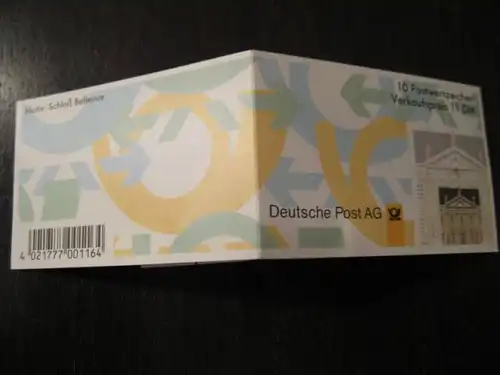 Motiv: Schloß Bellevue
4 021777 001164
10 Postwertzeichen
Verkaufspreis 11 DM
Deutsche Post AG